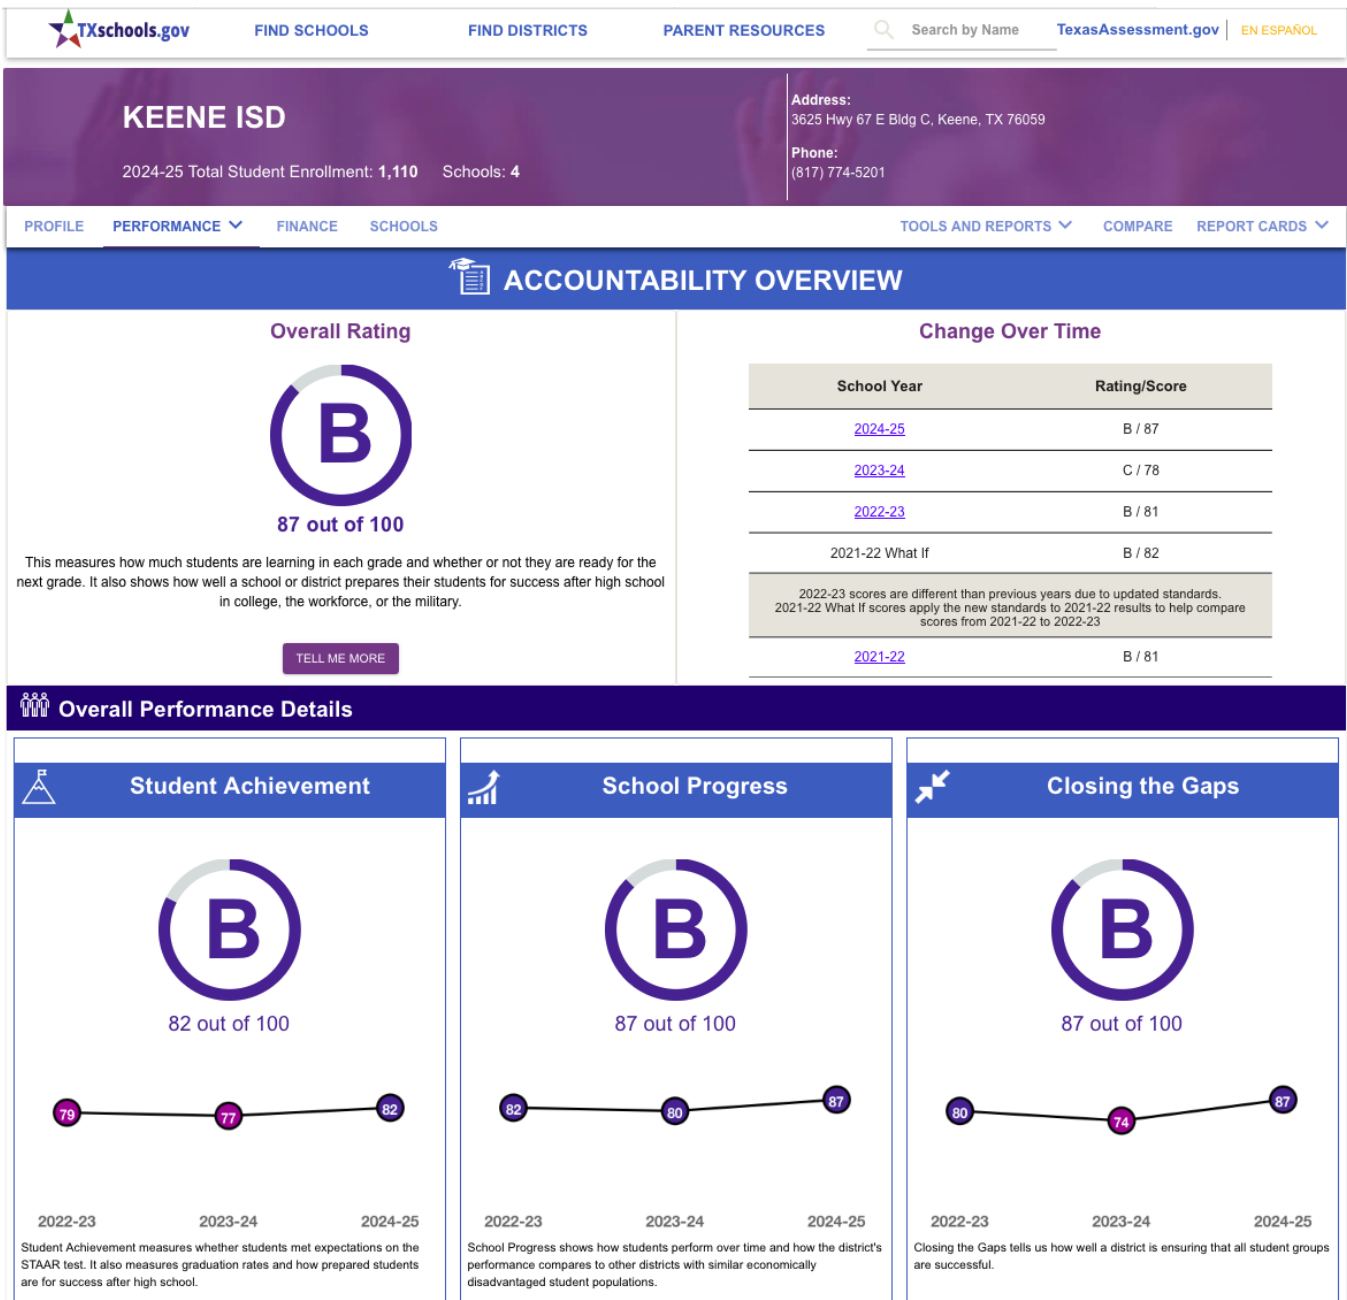 TXschools.gov
FIND SCHOOLS
FIND DISTRICTS
PARENT RESOURCES
Search by Name
TexasAssessment.gov
EN ESPAÑOL
KEENE ISD
2024-25 Total Student Enrollment: 1,110 Schools: 4
Address:
3625 Hwy 67 E Bldg C, Keene, TX 76059
Phone:
(817) 774-5201
PROFILE
PERFORMANCE
FINANCE
SCHOOLS
TOOLS AND REPORTS
COMPARE
REPORT CARDS
ACCOUNTABILITY OVERVIEW
Overall Rating
B
87 out of 100
This measures how much students are learning in each grade and whether or not they are ready for the
next grade. It also shows how well a school or district prepares their students for success after high school
in college, the workforce, or the military.
TELL ME MORE
Change Over Time
School Year Rating/Score
2024-25 B / 87
2023-24 C / 78
2022-23 B / 81
2021-22 What If B / 82
2022-23 scores are different than previous years due to updated standards.
2021-22 What If scores apply the new standards to 2021-22 results to help compare
scores from 2021-22 to 2022-23
2021-22 B / 81
Overall Performance Details
Student Achievement
B
82 out of 100
79 77 82
2022-23 2023-24 2024-25
Student Achievement measures whether students met expectations on the
STAAR test. It also measures graduation rates and how prepared students
are for success after high school.
School Progress
B
87 out of 100
82 80 87
2022-23 2023-24 2024-25
School Progress shows how students perform over time and how the district's
performance compares to other districts with similar economically
disadvantaged student populations.
Closing the Gaps
B
87 out of 100
80 74 87
2022-23 2023-24 2024-25
Closing the Gaps tells us how well a district is ensuring that all student groups
are successful.